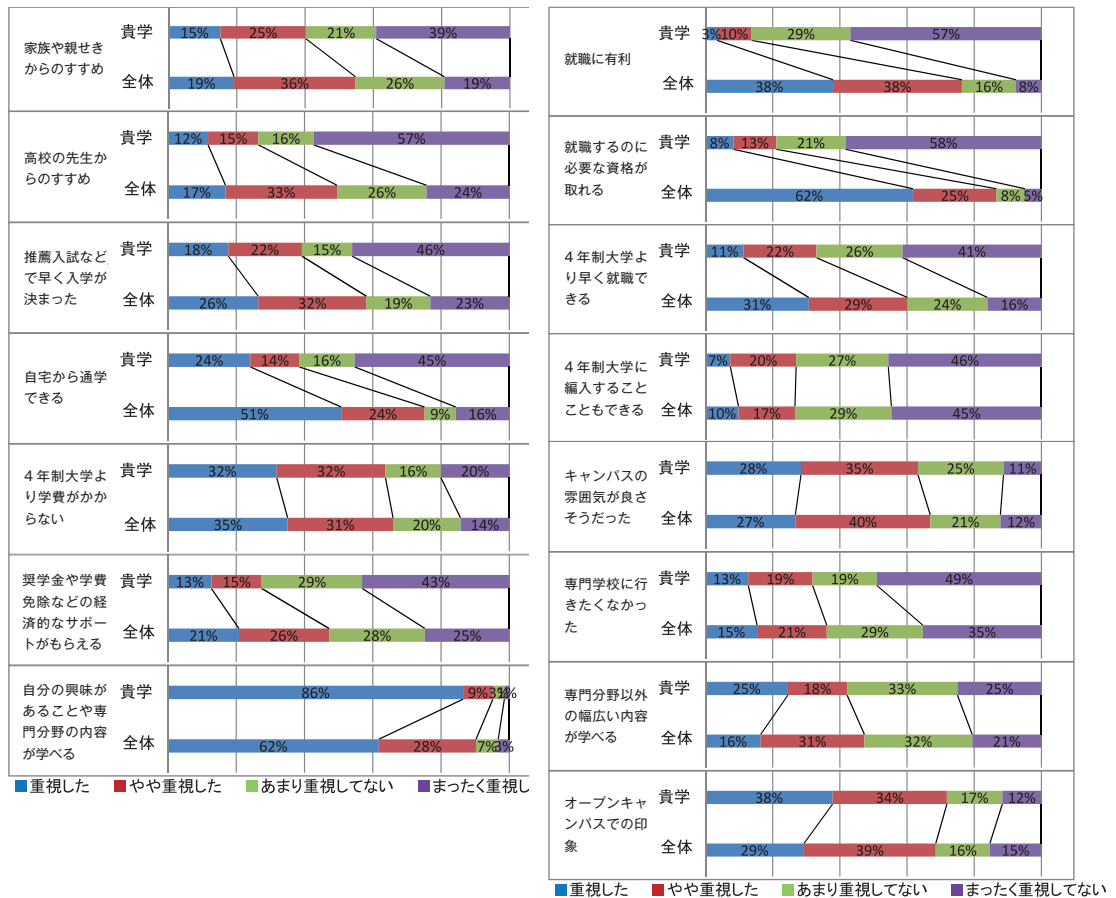 家族や親せき
からのすすめ
貴学
15% 25% 21% 39%
全体
19% 36% 26% 19%
高校の先生か
らのすすめ
貴学
12% 15% 16% 57%
全体
17% 33% 26% 24%
推薦入試など
で早く入学が
決まった
貴学
18% 22% 15% 46%
全体
26% 32% 19% 23%
自宅から通学
できる
貴学
24% 14% 16% 45%
全体
51% 24% 9% 16%
4年制大学よ
り学費がかか
らない
貴学
32% 32% 16% 20%
全体
35% 31% 20% 14%
奨学金や学費
免除などの経
済的なサポー
トがもらえる
貴学
13% 15% 29% 43%
全体
21% 26% 28% 25%
自分の興味が
あることや専
門分野の内容
が学べる
貴学
86% 9% 3% 1%
全体
62% 28% 7% 3%
重視した やや重視した あまり重視してない まったく重視し
就職に有利
貴学
3% 10% 29% 57%
全体
38% 38% 16% 8%
就職するのに
必要な資格が
取れる
貴学
8% 13% 21% 58%
全体
62% 25% 8% 5%
4年制大学よ
り早く就職で
きる
貴学
11% 22% 26% 41%
全体
31% 29% 24% 16%
4年制大学に
編入すること
こともできる
貴学
7% 20% 27% 46%
全体
10% 17% 29% 45%
キャンパスの
雰囲気が良さ
そうだった
貴学
28% 35% 25% 11%
全体
27% 40% 21% 12%
専門学校に行
きたくなかっ
た
貴学
13% 19% 19% 49%
全体
15% 21% 29% 35%
専門分野以外
の幅広い内容
が学べる
貴学
25% 18% 33% 25%
全体
16% 31% 32% 21%
オープンキャ
ンパスでの印
象
貴学
38% 34% 17% 12%
全体
29% 39% 16% 15%
重視した やや重視した あまり重視してない まったく重視してない